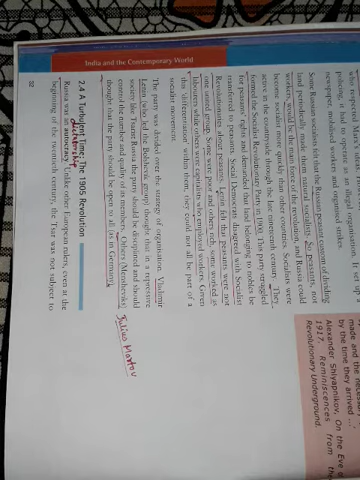 India and the Contemporary World
who respected
newspaper, mobilised workers and organised strikes.
policing it had to operate as an illegal organisation. It set up a
Some Russian socialists felt that the Russian peasant custom of dividing
land periodically made them natural socialists. So peasants, not
workers, would be the main force of the revolution, and Russia could
become socialist more quickly than other countries. Socialists were
active in the countryside through the late nineteenth century. They
formed the Socialist Revolutionary Party in 1900. This party struggled
for peasants' rights and demanded that land belonging to nobles be
transferred to peasants. Social Democrats disagreed with Socialist
Revolutionaries about peasants. Lenin felt that peasants were not
one united group. Some were poor and others rich, some worked as
labourers while others were capitalists who employed workers. Given
this 'differentiation' within them, they could not all be part of a
socialist movement.
The party was divided over the strategy of organisation. Vladimir
Lenin (who led the Bolshevik group) thought that in a repressive
society like Tsarist Russia the party should be disciplined and should
control the number and quality of its members. Others (Mensheviks)
thought that the party should be open to all (as in Germany).
Julius Martov
2.4 A Turbulent Time: The 1905 Revolution
dictatorship
Russia was an autocracy. Unlike other European rulers, even at the
beginning of the twentieth century, the Tsar was not subject to
made and the necessary
by the time they arrived
Alexander Shlyapnikov, On the Eve
1917. Reminiscences from the
Revolutionary Underground.